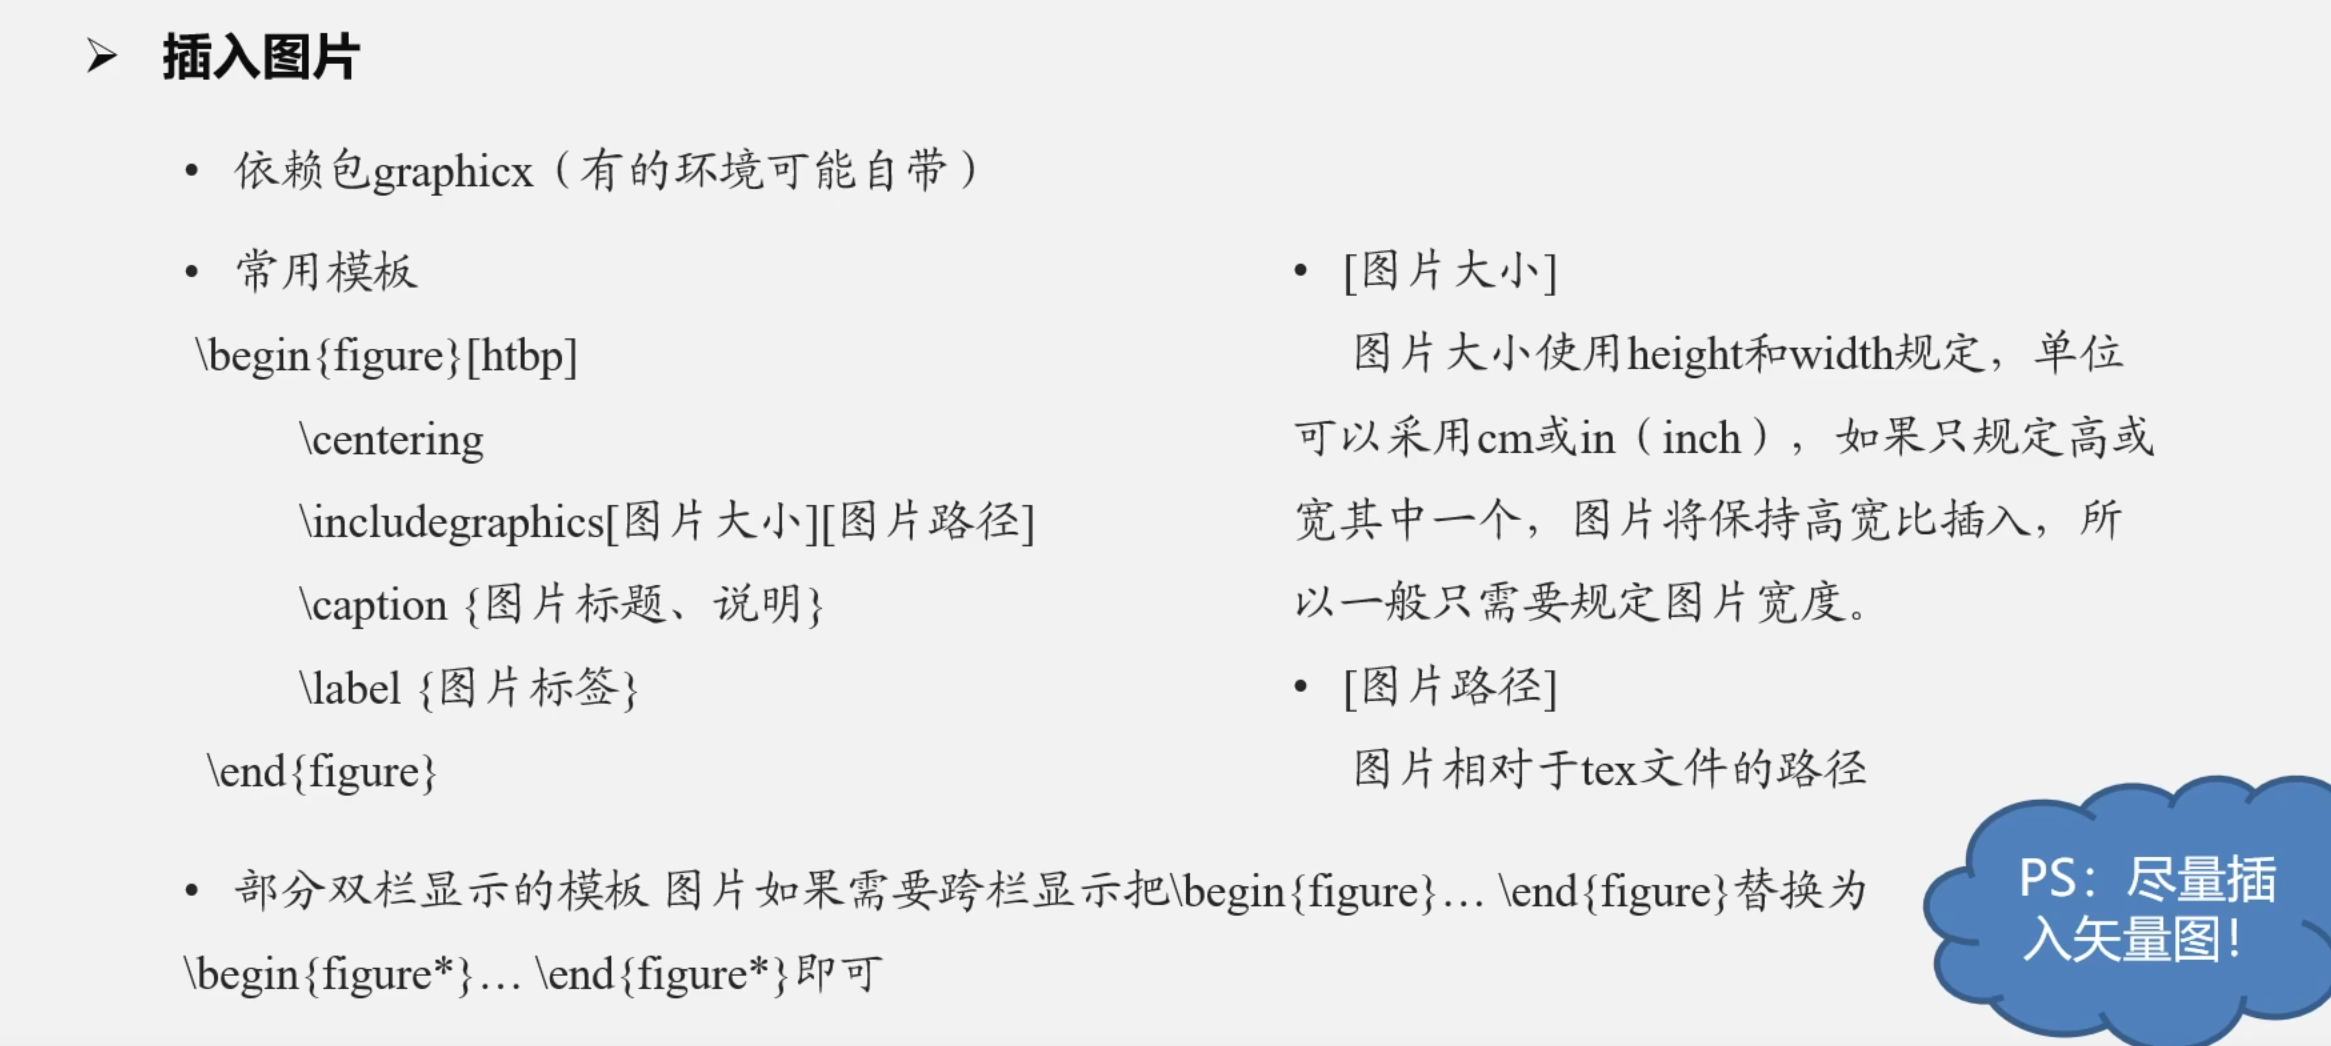 ➢ 插入图片
• 依赖包graphicx（有的环境可能自带）
• 常用模板
\begin{figure}[htbp]
\centering
\includegraphics[图片大小][图片路径]
\caption {图片标题、说明}
\label {图片标签}
\end{figure}
• [图片大小]
图片大小使用height和width规定，单位
可以采用cm或in（inch），如果只规定高或
宽其中一个，图片将保持高宽比插入，所
以一般只需要规定图片宽度。
• [图片路径]
图片相对于tex文件的路径
• 部分双栏显示的模板 图片如果需要跨栏显示把\begin{figure}… \end{figure}替换为
\begin{figure*}… \end{figure*}即可
PS：尽量插
入矢量图！